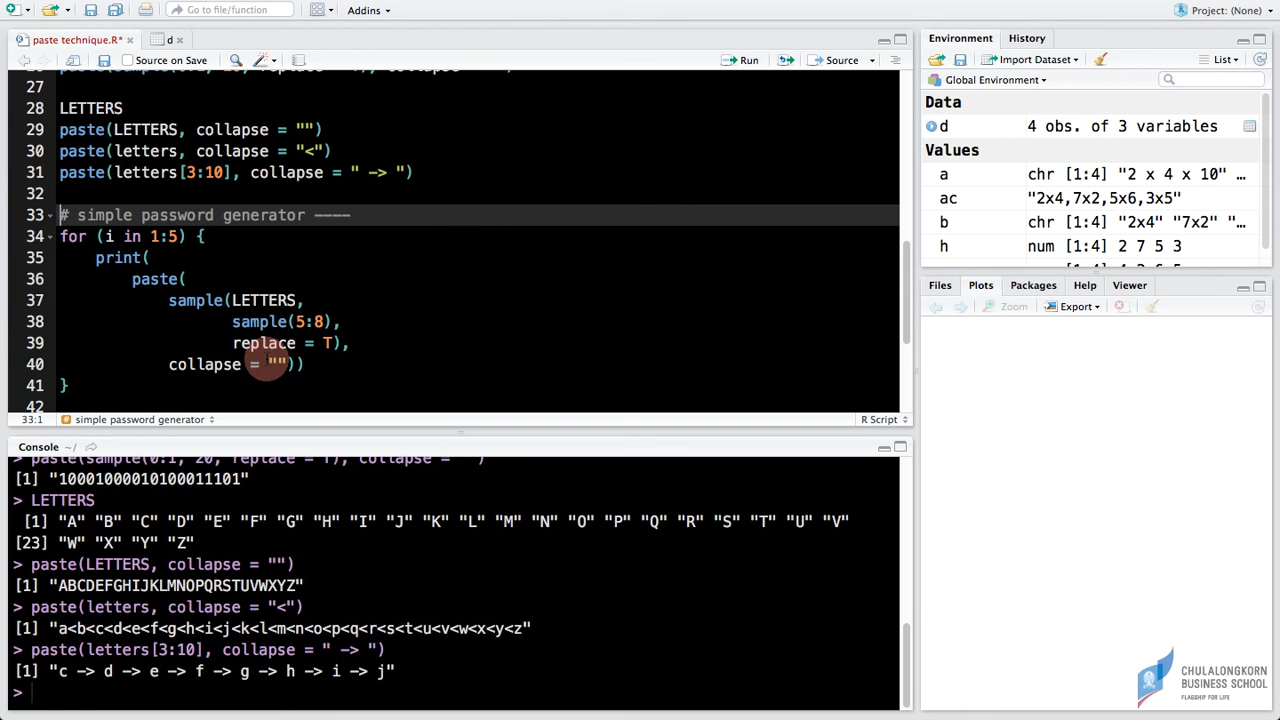 Go to file/function
Addins
Project: (None)
paste technique.R*
d
Source on Save
Run
Source
27
28 LETTERS
29 paste(LETTERS, collapse = "")
30 paste(letters, collapse = "<")
31 paste(letters[3:10], collapse = " -> ")
32
33 # simple password generator ----
34 for (i in 1:5) {
35 print(
36 paste(
37 sample(LETTERS,
38 sample(5:8),
39 replace = T),
40 collapse = ""))
41 }
42
33:1
simple password generator
R Script
Console ~/
[1] "10001000010100011101"
> LETTERS
[1] "A" "B" "C" "D" "E" "F" "G" "H" "I" "J" "K" "L" "M" "N" "O" "P" "Q" "R" "S" "T" "U" "V"
[23] "W" "X" "Y" "Z"
> paste(LETTERS, collapse = "")
[1] "ABCDEFGHIJKLMNOPQRSTUVWXYZ"
> paste(letters, collapse = "<")
[1] "a<b<c<d<e<f<g<h<i<j<k<l<m<n<o<p<q<r<s<t<u<v<w<x<y<z"
> paste(letters[3:10], collapse = " -> ")
[1] "c -> d -> e -> f -> g -> h -> i -> j"
>
Environment
History
Import Dataset
List
Global Environment
Data
d 4 obs. of 3 variables
Values
a chr [1:4] "2 x 4 x 10" …
ac "2x4,7x2,5x6,3x5"
b chr [1:4] "2x4" "7x2" "…
h num [1:4] 2 7 5 3
Files
Plots
Packages
Help
Viewer
Zoom
Export
CHULALONGKORN
BUSINESS SCHOOL
FLAGSHIP FOR LIFE